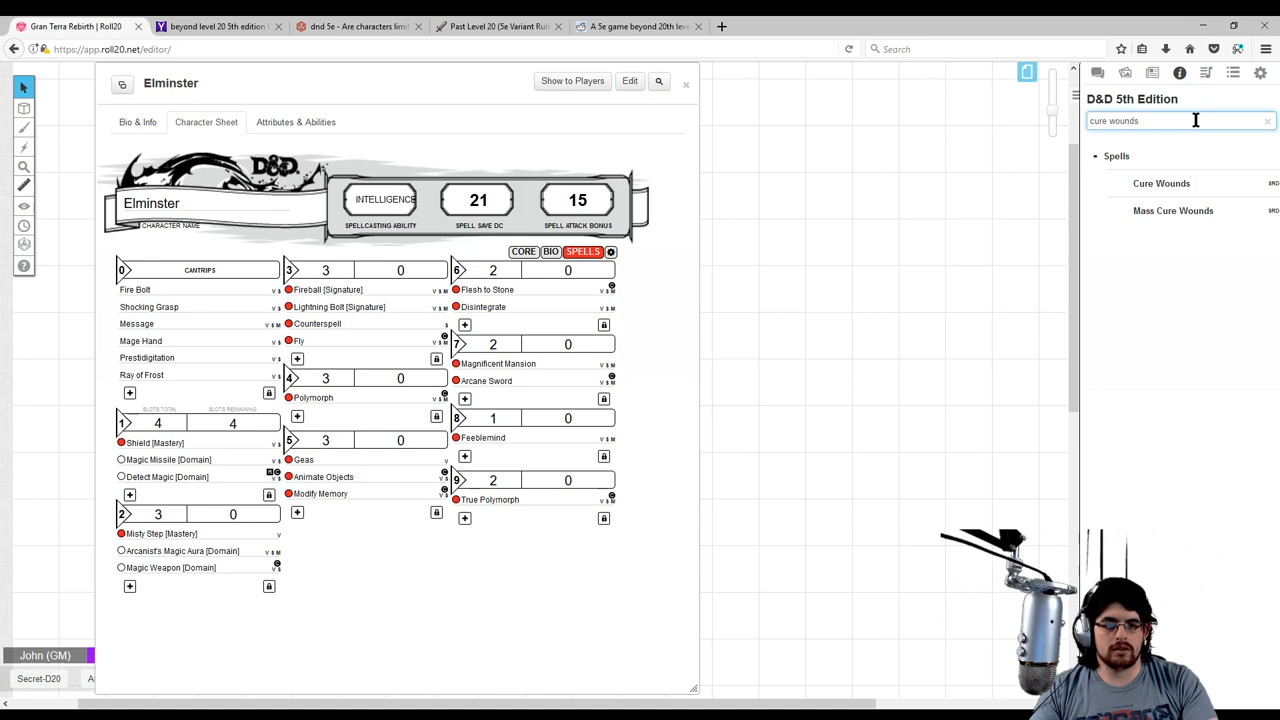 Gran Terra Rebirth | Roll20
beyond level 20 5th edition
dnd 5e - Are characters limit
Past Level 20 (5e Variant Rule
A 5e game beyond 20th level
https://app.roll20.net/editor/
Search
Elminster
Show to Players
Edit
Bio & Info
Character Sheet
Attributes & Abilities
D&D
Elminster
CHARACTER NAME
INTELLIGENCE
21
15
SPELLCASTING ABILITY
SPELL SAVE DC
SPELL ATTACK BONUS
CORE
BIO
SPELLS
0
CANTRIPS
Fire Bolt V S
Shocking Grasp V S
Message V S M
Mage Hand V S
Prestidigitation V S
Ray of Frost V S
SLOTS TOTAL
SLOTS REMAINING
1 4 4
Shield [Mastery] V S
Magic Missile [Domain] V S
Detect Magic [Domain] R C V S
2 3 0
Misty Step [Mastery] V
Arcanist's Magic Aura [Domain] V S M
Magic Weapon [Domain] C V S
3 3 0
Fireball [Signature] V S M
Lightning Bolt [Signature] V S M
Counterspell S
Fly C V S M
4 3 0
Polymorph C V S M
5 3 0
Geas V
Animate Objects C V S
Modify Memory C V S
6 2 0
Flesh to Stone C V S M
Disintegrate V S M
7 2 0
Magnificent Mansion V S M
Arcane Sword C V S M
8 1 0
Feeblemind V S M
9 2 0
True Polymorph C V S M
D&D 5th Edition
cure wounds
Spells
Cure Wounds SRD
Mass Cure Wounds SRD
John (GM)
Secret-D20